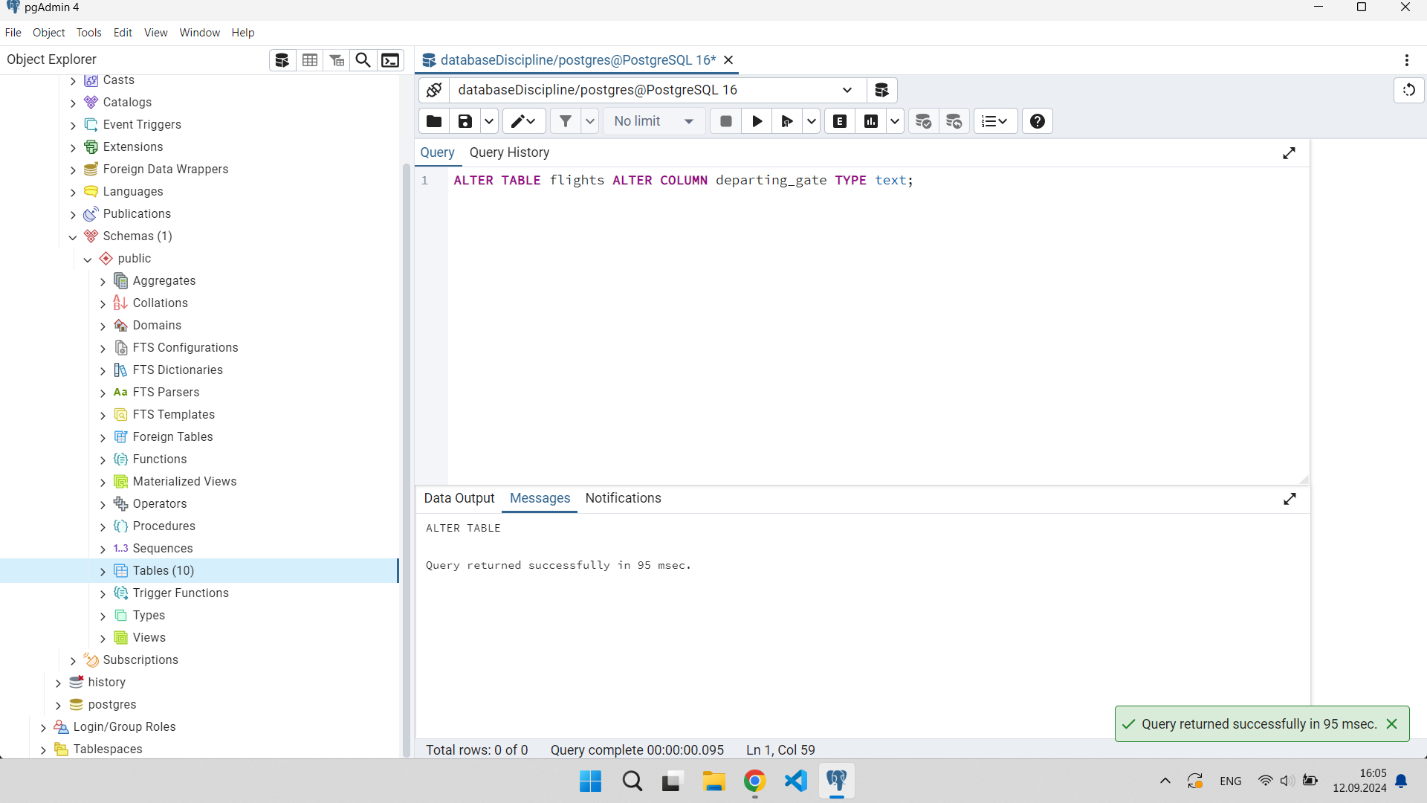 pgAdmin 4
File Object Tools Edit View Window Help
Object Explorer
databaseDiscipline/postgres@PostgreSQL 16*
databaseDiscipline/postgres@PostgreSQL 16
No limit
E
Query Query History
1 ALTER TABLE flights ALTER COLUMN departing_gate TYPE text;
Casts
Catalogs
Event Triggers
Extensions
Foreign Data Wrappers
Languages
Publications
Schemas (1)
public
Aggregates
Collations
Domains
FTS Configurations
FTS Dictionaries
Aa FTS Parsers
FTS Templates
Foreign Tables
Functions
Materialized Views
Operators
Procedures
1..3 Sequences
Tables (10)
Trigger Functions
Types
Views
Subscriptions
history
postgres
Login/Group Roles
Tablespaces
Data Output Messages Notifications
ALTER TABLE
Query returned successfully in 95 msec.
Query returned successfully in 95 msec.
Total rows: 0 of 0 Query complete 00:00:00.095 Ln 1, Col 59
ENG
16:05
12.09.2024